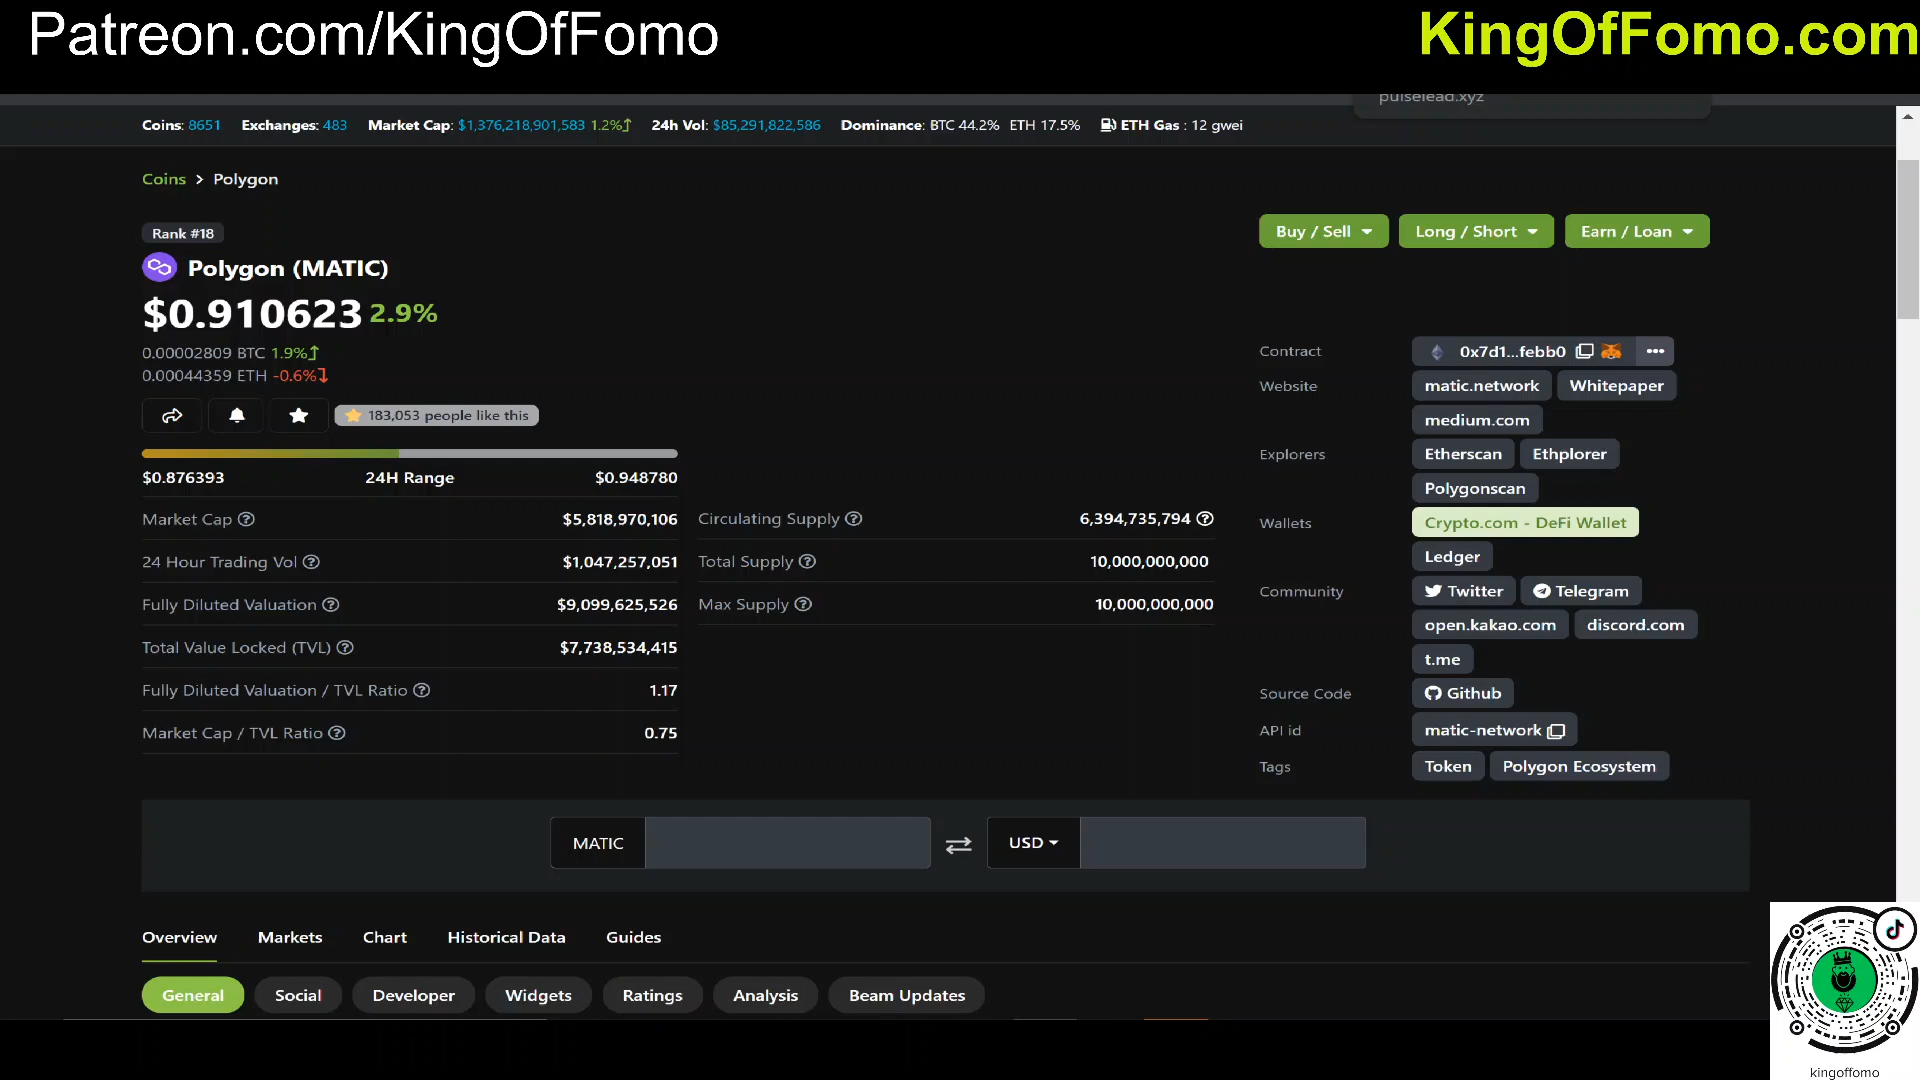 Patreon.com/KingOfFomo
KingOfFomo.com
pulselead.xyz
Coins: 8651 Exchanges: 483 Market Cap: $1,376,218,901,583 1.2% 24h Vol: $85,291,822,586 Dominance: BTC 44.2% ETH 17.5% ETH Gas : 12 gwei
Coins > Polygon
Rank #18
Polygon (MATIC)
$0.910623 2.9%
0.00002809 BTC 1.9%
0.00044359 ETH -0.6%
183,053 people like this
$0.876393 24H Range $0.948780
Market Cap $5,818,970,106
24 Hour Trading Vol $1,047,257,051
Fully Diluted Valuation $9,099,625,526
Total Value Locked (TVL) $7,738,534,415
Fully Diluted Valuation / TVL Ratio 1.17
Market Cap / TVL Ratio 0.75
Circulating Supply 6,394,735,794
Total Supply 10,000,000,000
Max Supply 10,000,000,000
Buy / Sell Long / Short Earn / Loan
Contract 0x7d1...febb0 •••
Website matic.network Whitepaper
medium.com
Explorers Etherscan Ethplorer
Polygonscan
Wallets Crypto.com - DeFi Wallet
Ledger
Community Twitter Telegram
open.kakao.com discord.com
t.me
Source Code Github
API id matic-network
Tags Token Polygon Ecosystem
MATIC USD
Overview Markets Chart Historical Data Guides
General Social Developer Widgets Ratings Analysis Beam Updates
kingoffomo